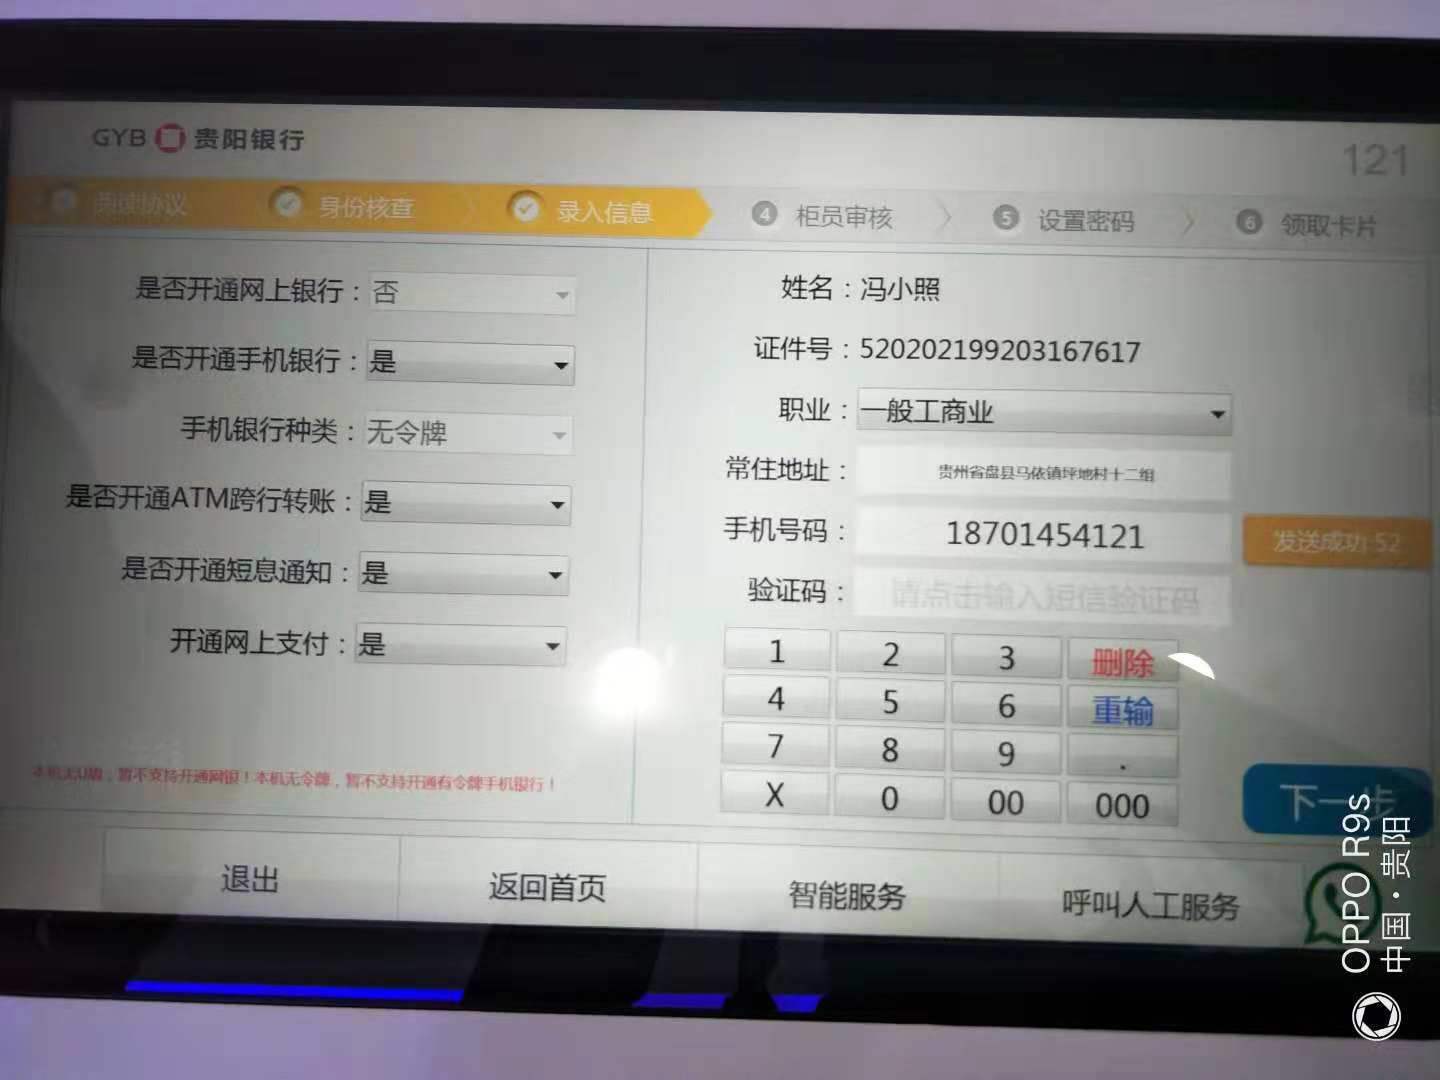 GYB 贵阳银行
121
阅读协议
身份核查
录入信息
4 柜员审核
5 设置密码
6 领取卡片
是否开通网上银行：否
是否开通手机银行：是
手机银行种类：无令牌
是否开通ATM跨行转账：是
是否开通短息通知：是
开通网上支付：是
本机无U盾，暂不支持开通网银！本机无令牌，暂不支持开通有令牌手机银行！
姓名：冯小照
证件号：520202199203167617
职业：一般工商业
常住地址：贵州省盘县马依镇坪地村十二组
手机号码：18701454121
发送成功-52
验证码：请点击输入短信验证码
1 2 3 删除
4 5 6 重输
7 8 9 .
X 0 00 000
下一步
退出
返回首页
智能服务
呼叫人工服务
OPPO R9s
中国·贵阳